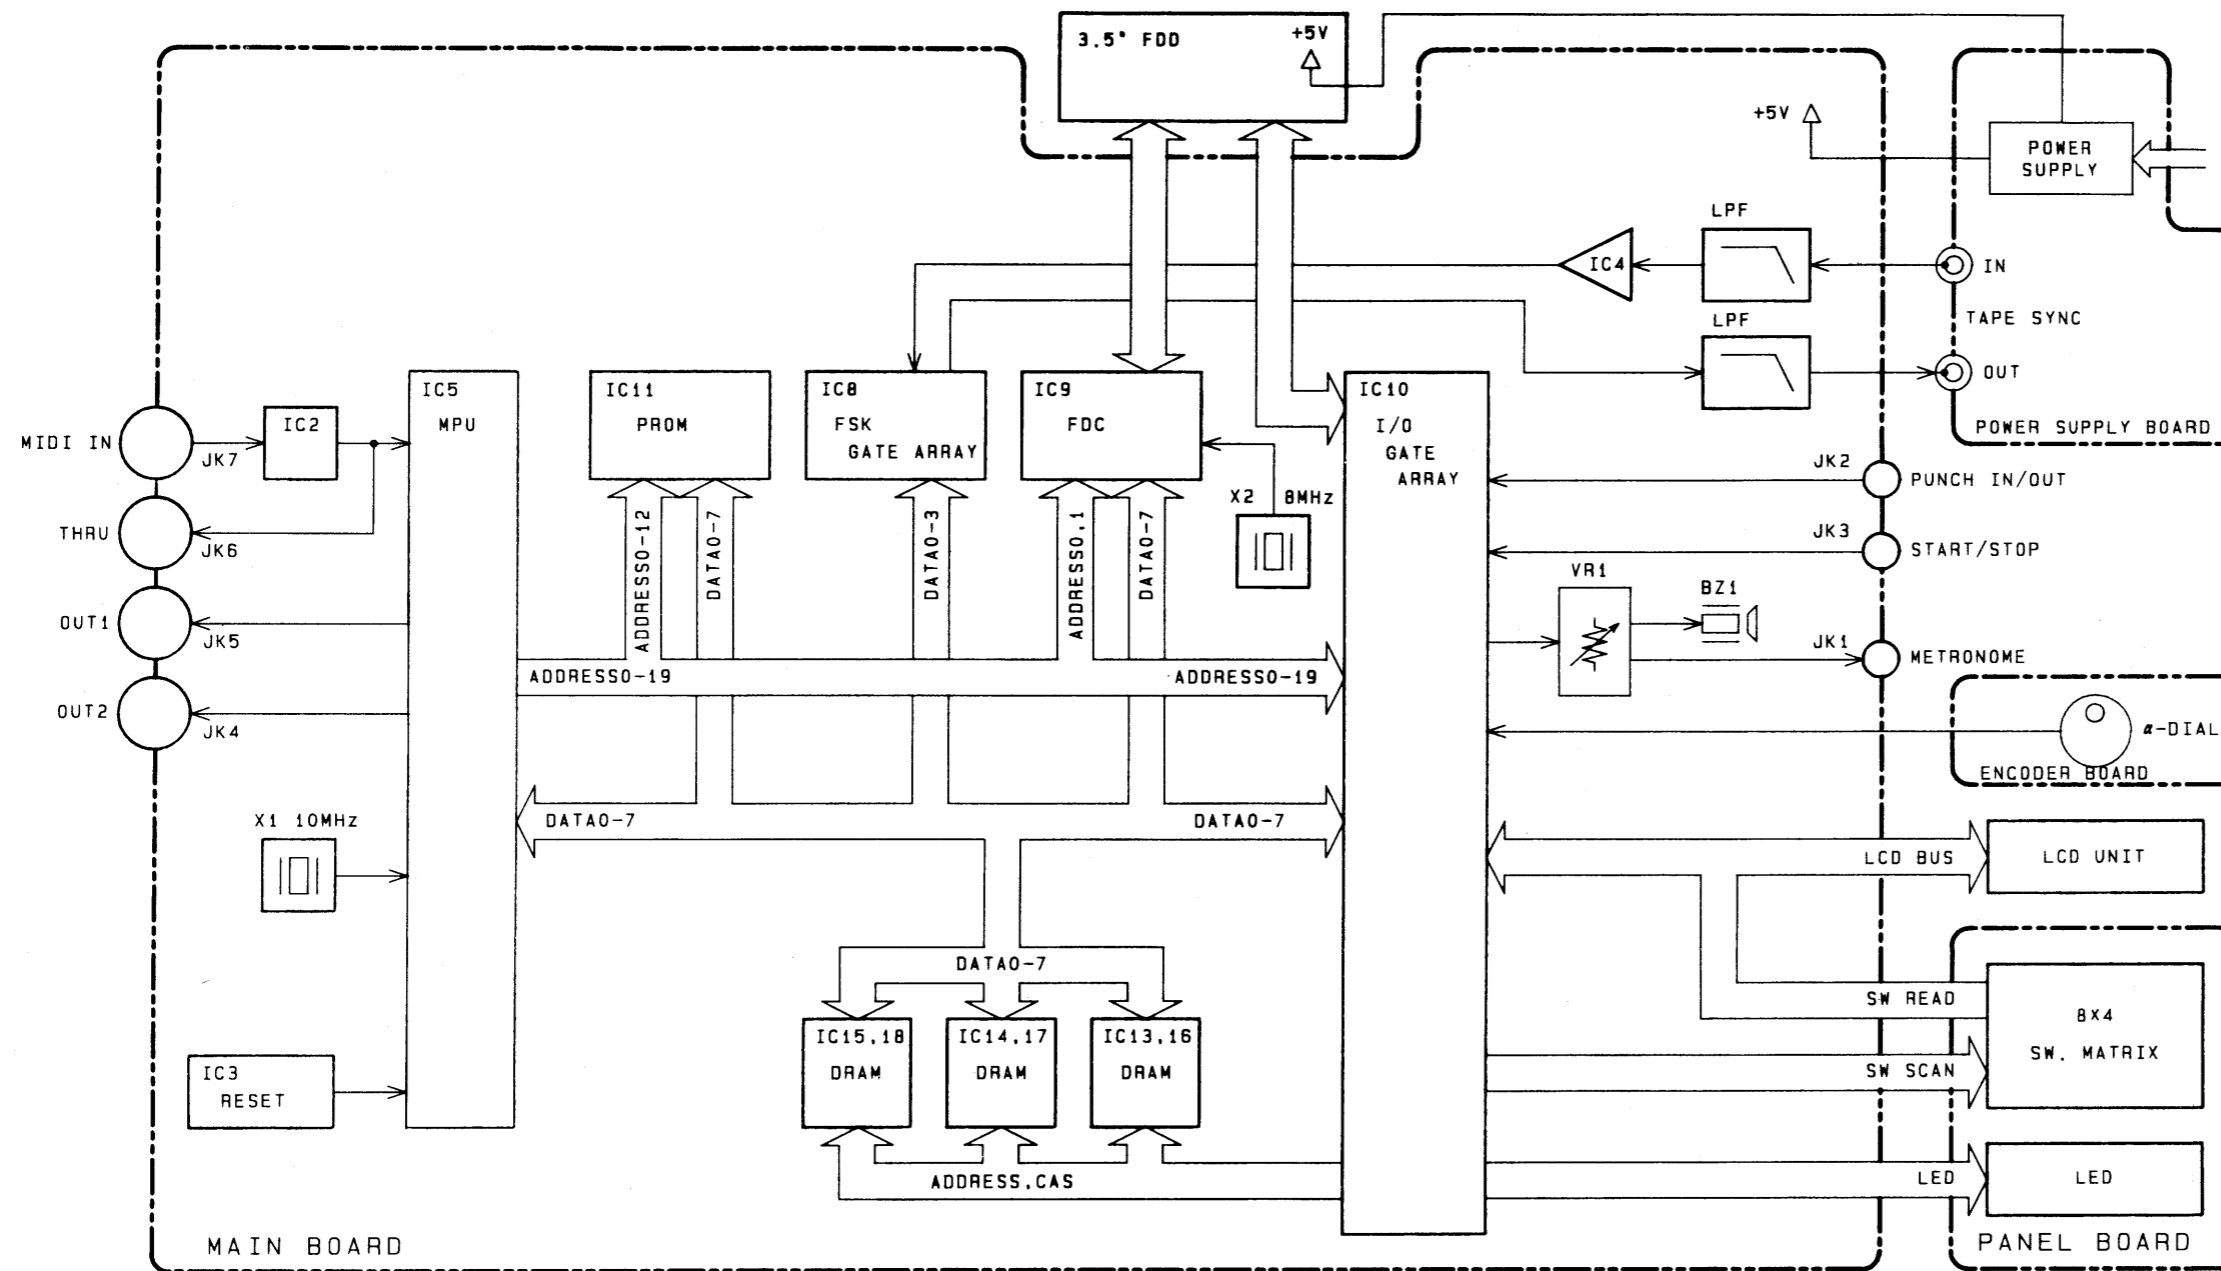 3.5" FDD
+5V
+5V
POWER
SUPPLY
LPF
IC4
IN
TAPE SYNC
LPF
OUT
POWER SUPPLY BOARD
MIDI IN
JK7
IC2
IC5
MPU
IC11
PROM
IC8
FSK
GATE ARRAY
IC9
FDC
IC10
I/O
GATE
ARRAY
JK2
PUNCH IN/OUT
X2 8MHz
THRU
JK6
ADDRESS0-12
DATA0-7
DATA0-3
ADDRESS0,1
DATA0-7
JK3
START/STOP
VR1
BZ1
OUT1
JK5
JK1
METRONOME
ADDRESS0-19
ADDRESS0-19
OUT2
JK4
α-DIAL
ENCODER BOARD
X1 10MHz
DATA0-7
DATA0-7
LCD BUS
LCD UNIT
DATA0-7
SW READ
8X4
SW. MATRIX
SW SCAN
IC15,18
DRAM
IC14,17
DRAM
IC13,16
DRAM
IC3
RESET
ADDRESS,CAS
LED
LED
MAIN BOARD
PANEL BOARD